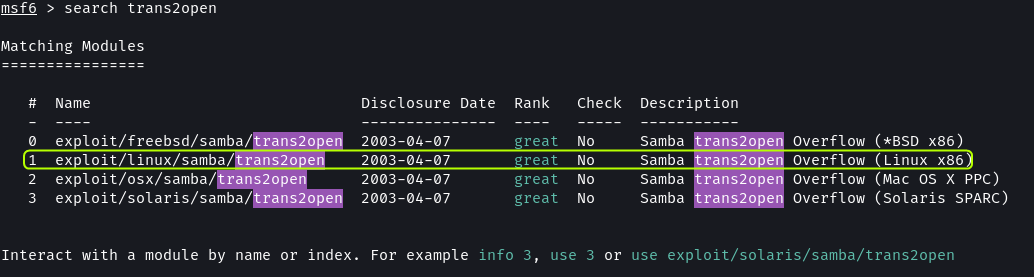 msf6 > search trans2open
Matching Modules
================
# Name Disclosure Date Rank Check Description
- ---- --------------- ---- ----- -----------
0 exploit/freebsd/samba/trans2open 2003-04-07 great No Samba trans2open Overflow (*BSD x86)
1 exploit/linux/samba/trans2open 2003-04-07 great No Samba trans2open Overflow (Linux x86)
2 exploit/osx/samba/trans2open 2003-04-07 great No Samba trans2open Overflow (Mac OS X PPC)
3 exploit/solaris/samba/trans2open 2003-04-07 great No Samba trans2open Overflow (Solaris SPARC)
Interact with a module by name or index. For example info 3, use 3 or use exploit/solaris/samba/trans2open